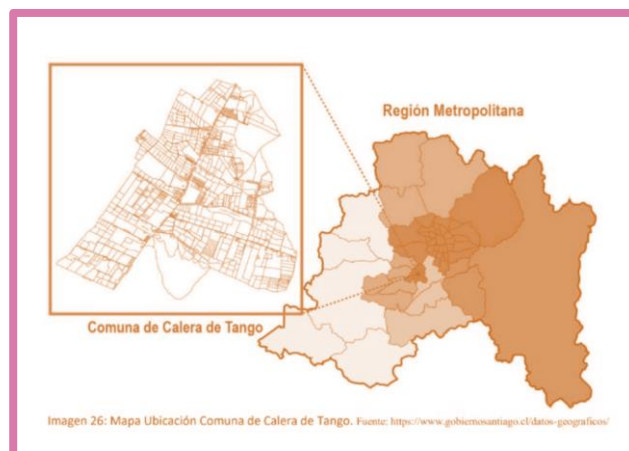 Región Metropolitana
Comuna de Calera de Tango
Imagen 26: Mapa Ubicación Comuna de Calera de Tango. Fuente: https://www.gobiernosantiago.cl/datos-geograficos/